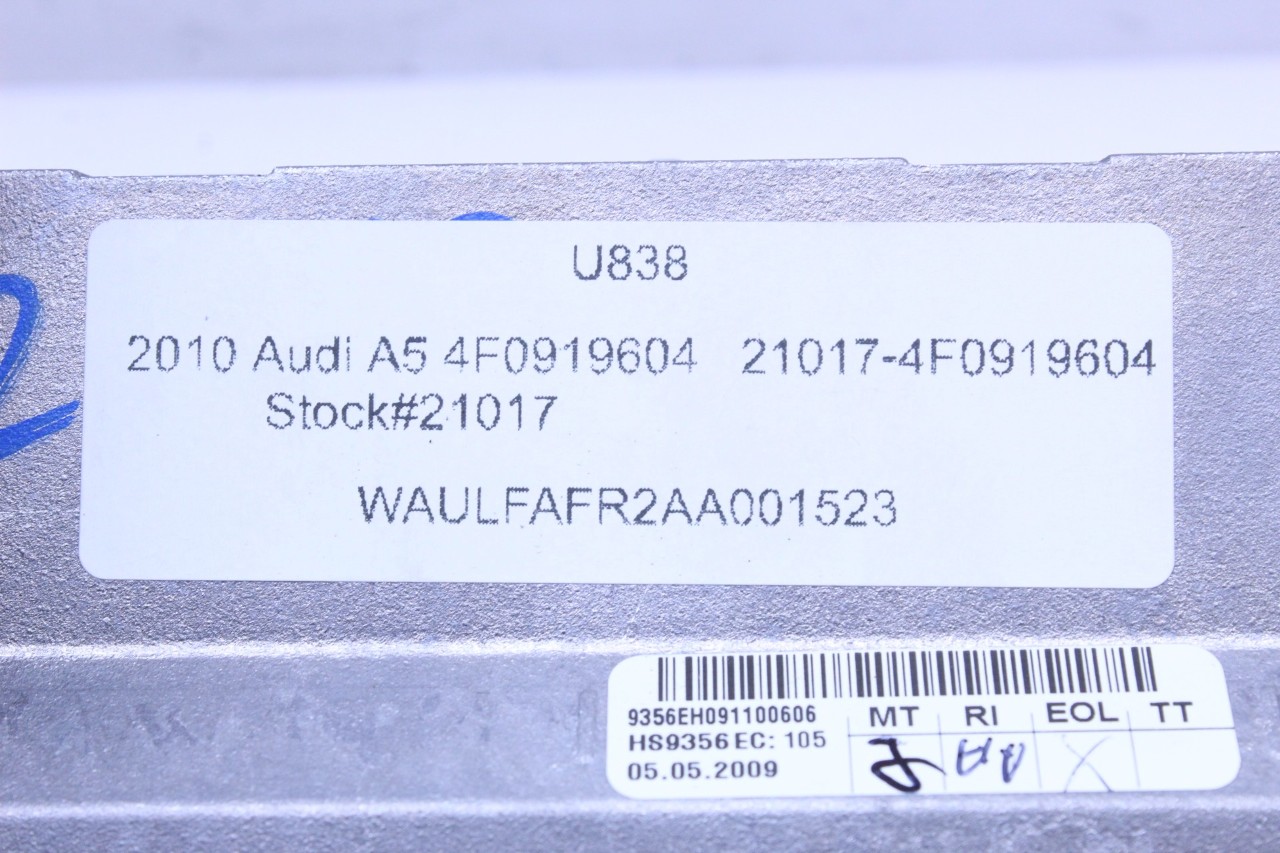 U838
2010 Audi A5 4F0919604 21017-4F0919604
Stock#21017
WAULFAFR2AA001523
9356EH091100606 MT RI EOL TT
HS9356 EC: 105
05.05.2009